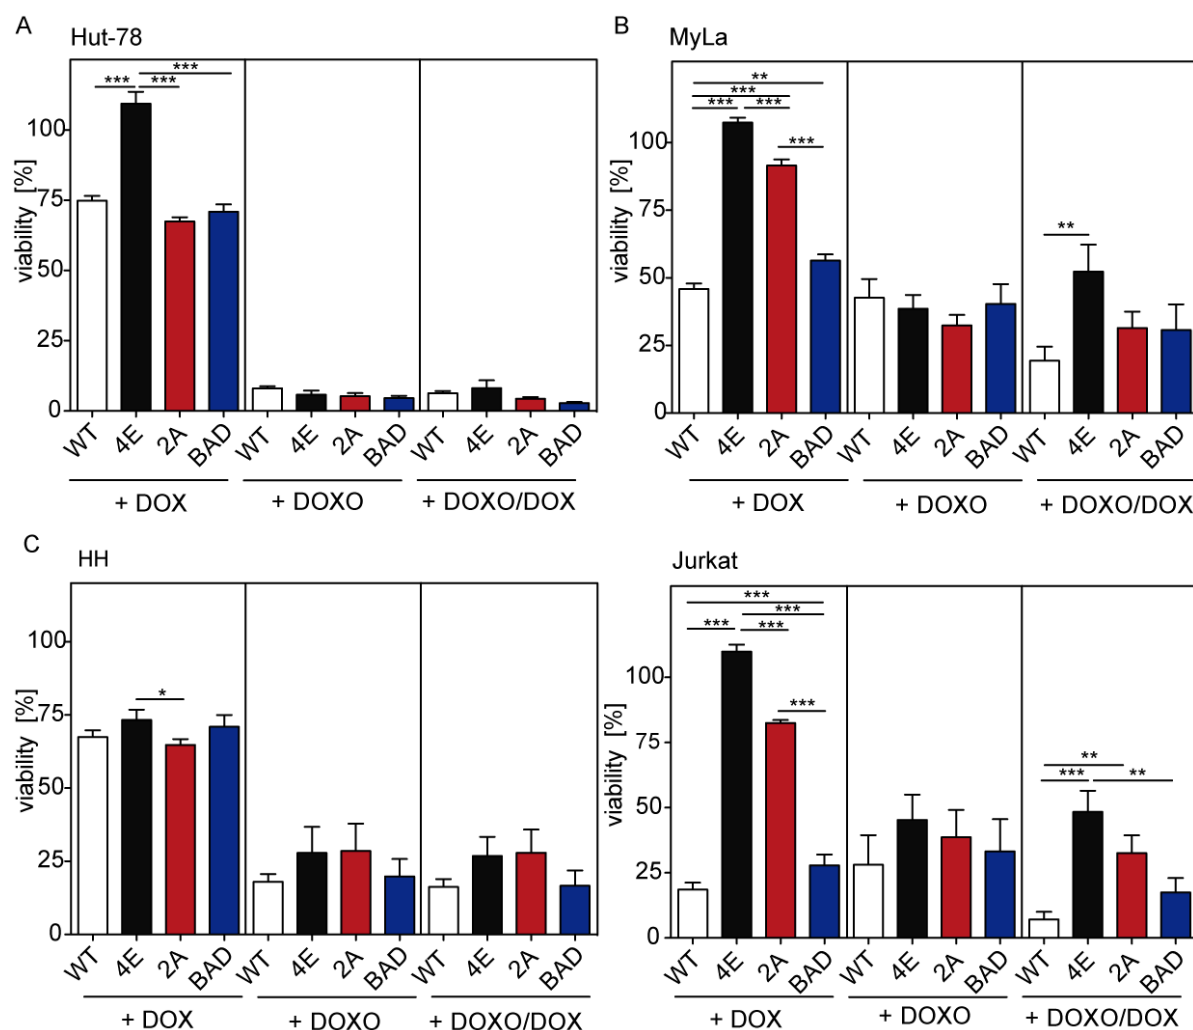 A
Hut-78
*** ***
***
viability [%]
100
75
50
25
0
WT 4E 2A BAD WT 4E 2A BAD WT 4E 2A BAD
+ DOX + DOXO + DOXO/DOX
B
MyLa
**
***
*** ***
***
**
viability [%]
100
75
50
25
0
WT 4E 2A BAD WT 4E 2A BAD WT 4E 2A BAD
+ DOX + DOXO + DOXO/DOX
C
HH
*
viability [%]
100
75
50
25
0
WT 4E 2A BAD WT 4E 2A BAD WT 4E 2A BAD
+ DOX + DOXO + DOXO/DOX
Jurkat
***
***
*** ***
***
**
*** **
viability [%]
100
75
50
25
0
WT 4E 2A BAD WT 4E 2A BAD WT 4E 2A BAD
+ DOX + DOXO + DOXO/DOX